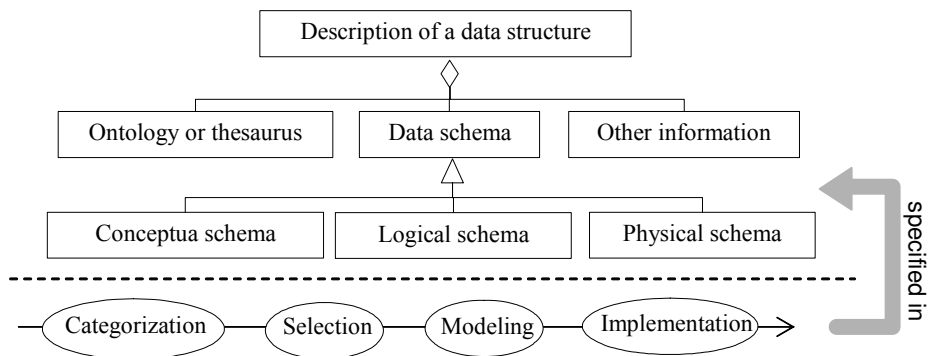 Description of a data structure
Ontology or thesaurus
Data schema
Other information
Conceptua schema
Logical schema
Physical schema
specified in
Categorization
Selection
Modeling
Implementation